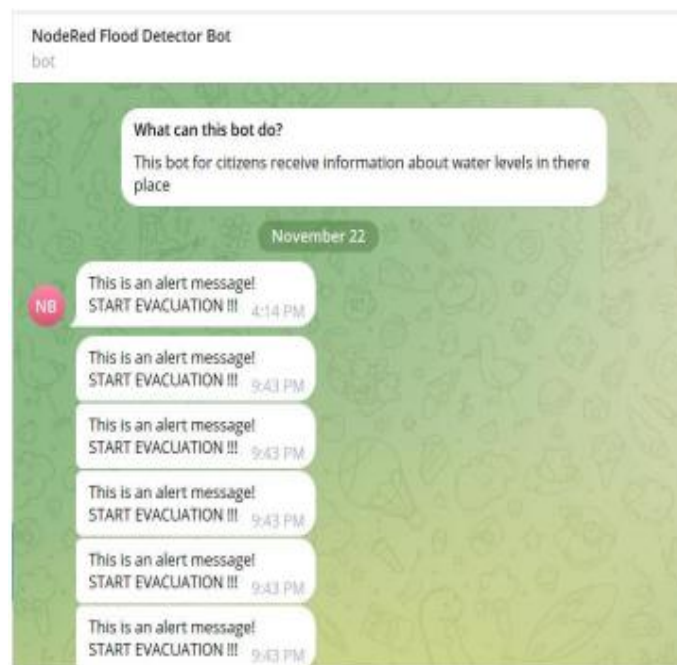 NodeRed Flood Detector Bot
bot
What can this bot do?
This bot for citizens receive information about water levels in there
place
November 22
NB
This is an alert message!
START EVACUATION !!! 4:14 PM
This is an alert message!
START EVACUATION !!! 9:43 PM
This is an alert message!
START EVACUATION !!! 9:43 PM
This is an alert message!
START EVACUATION !!! 9:43 PM
This is an alert message!
START EVACUATION !!! 9:43 PM
This is an alert message!
START EVACUATION !!! 9:43 PM